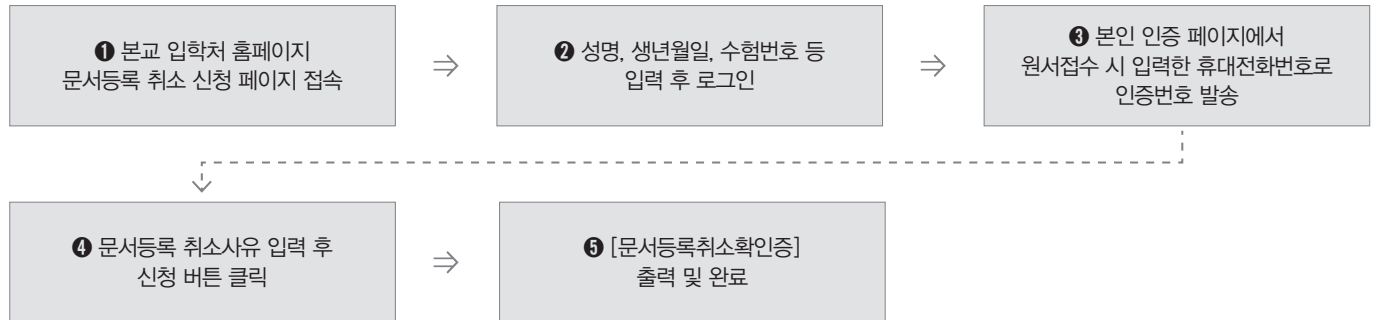 ❶ 본교 입학처 홈페이지
문서등록 취소 신청 페이지 접속
⇒
❷ 성명, 생년월일, 수험번호 등
입력 후 로그인
⇒
❸ 본인 인증 페이지에서
원서접수 시 입력한 휴대전화번호로
인증번호 발송
❹ 문서등록 취소사유 입력 후
신청 버튼 클릭
⇒
❺ [문서등록취소확인증]
출력 및 완료